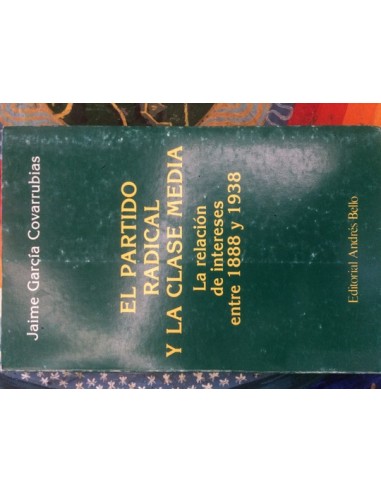 Jaime García Covarrubias
EL PARTIDO
RADICAL
Y LA CLASE MEDIA
La relación
de intereses
entre 1888 y 1938
Editorial Andrés Bello